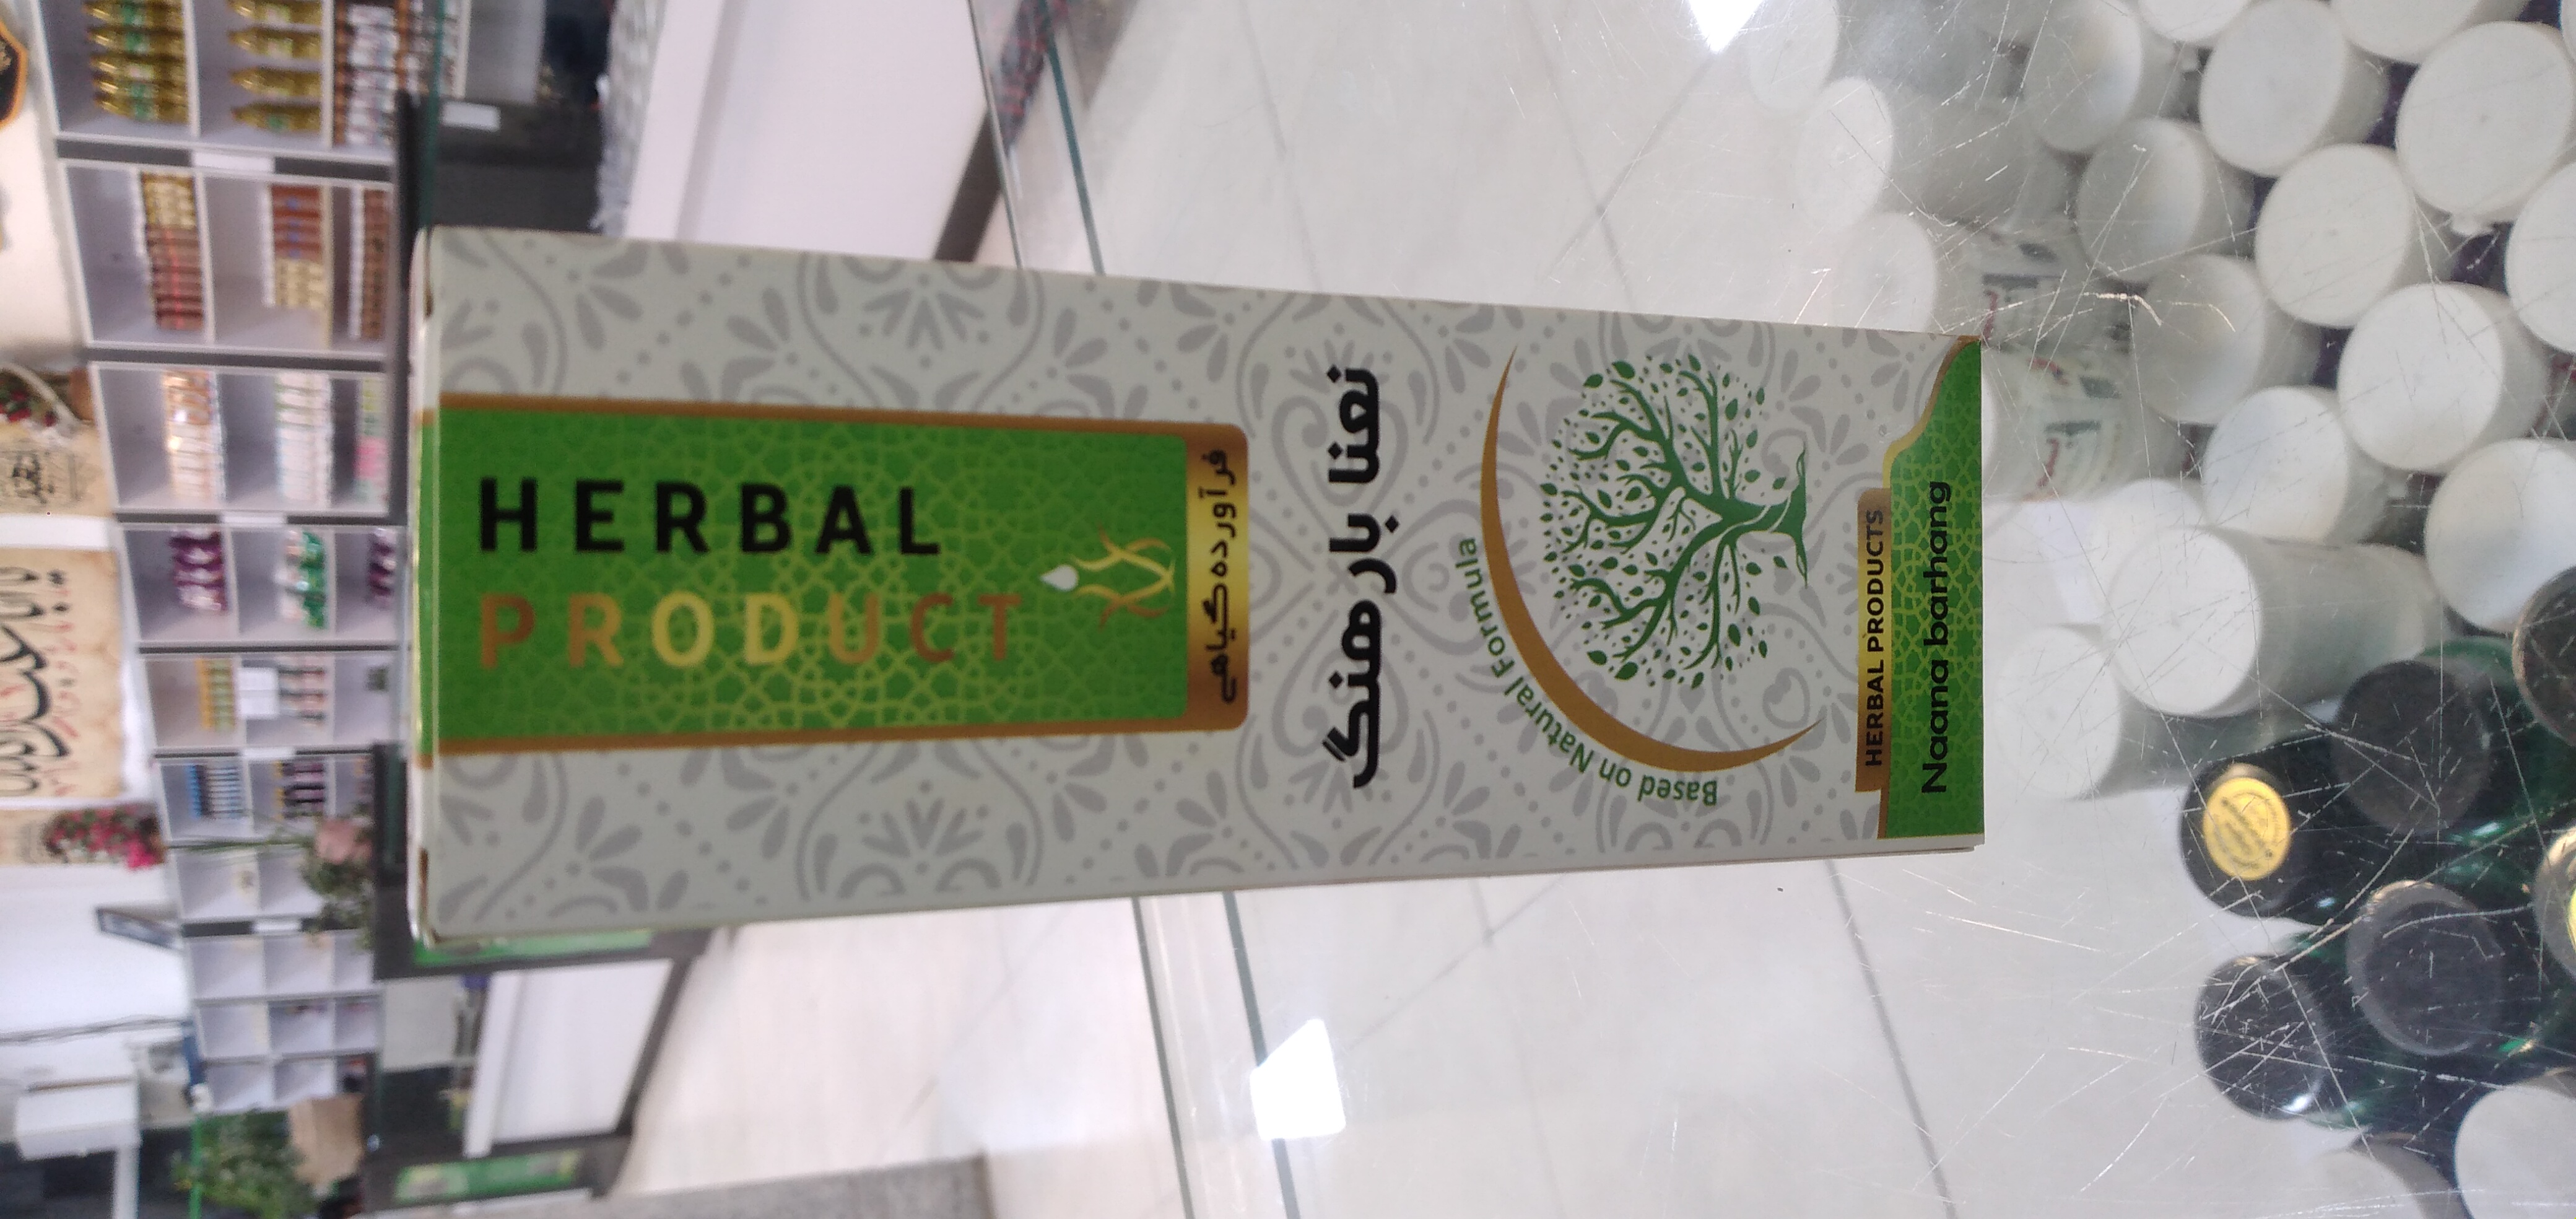 HERBAL
PRODUCT
فرآورده گیاهی
نعنا بارهنگ
Based on Natural Formula
HERBAL PRODUCTS
Naana barhang